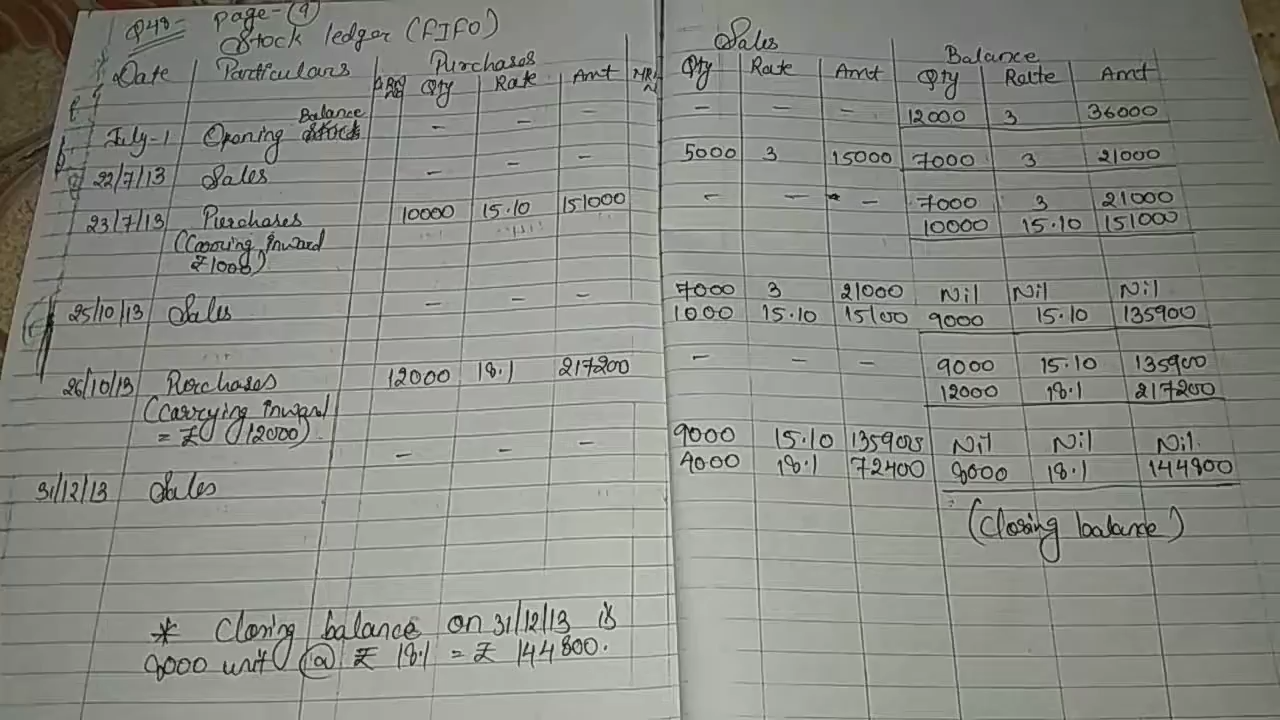 Q48- Page-(9)
Stock ledger (FIFO)
Date Particulars Purchases Sales Balance
Qty Rate Amt Qty Rate Amt Qty Rate Amt
July-1 Opening Balance - - - - - - 12000 3 36000
22/7/13 Sales - - - 5000 3 15000 7000 3 21000
23/7/13 Purchases 10000 15.10 151000 - - - 7000 3 21000
(Carring Inward 10000 15.10 151000
₹1000)
25/10/13 Sales - - - 7000 3 21000 Nil Nil Nil
1000 15.10 15100 9000 15.10 135900
26/10/13 Purchases 12000 18.1 217200 - - - 9000 15.10 135900
(Carrying Inward 12000 18.1 217200
= ₹ 12000)
31/12/13 Sales - - - 9000 15.10 Nil Nil Nil.
4000 18.1 72400 8000 18.1 144800
(Closing balance)
* Closing balance on 31/12/13 is
8000 unit @ ₹ 18.1 = ₹ 144800.